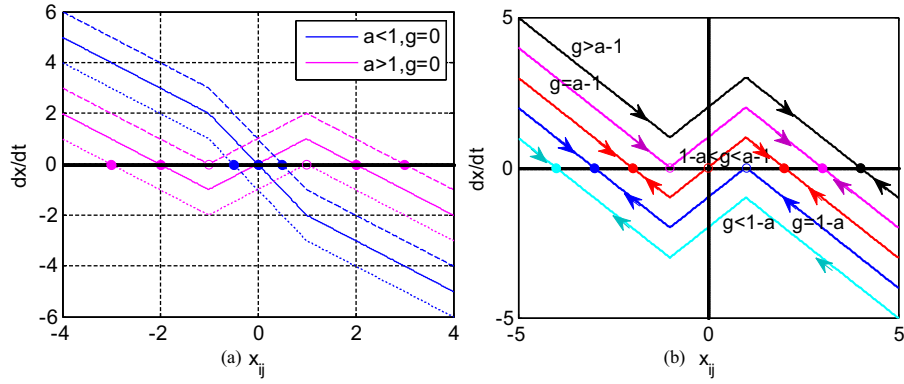 6
4
2
0
-2
-4
-6
-4
-2
0
2
4
dx/dt
a<1,g=0
a>1,g=0
(a)
x_ij
5
0
-5
-5
0
5
dx/dt
g>a-1
g=a-1
1-a<g<a-1
g<1-a
g=1-a
(b)
x_ij